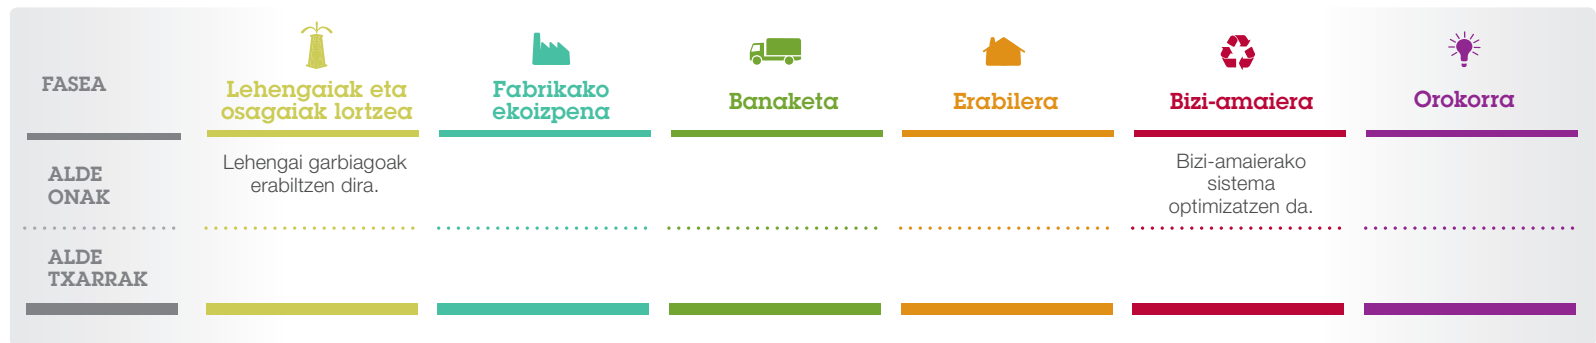 FASEA
Lehengaiak eta
osagaiak lortzea
Fabrikako
ekoizpena
Banaketa
Erabilera
Bizi-amaiera
Orokorra
ALDE
ONAK
Lehengai garbiagoak
erabiltzen dira.
Bizi-amaierako
sistema
optimizatzen da.
ALDE
TXARRAK